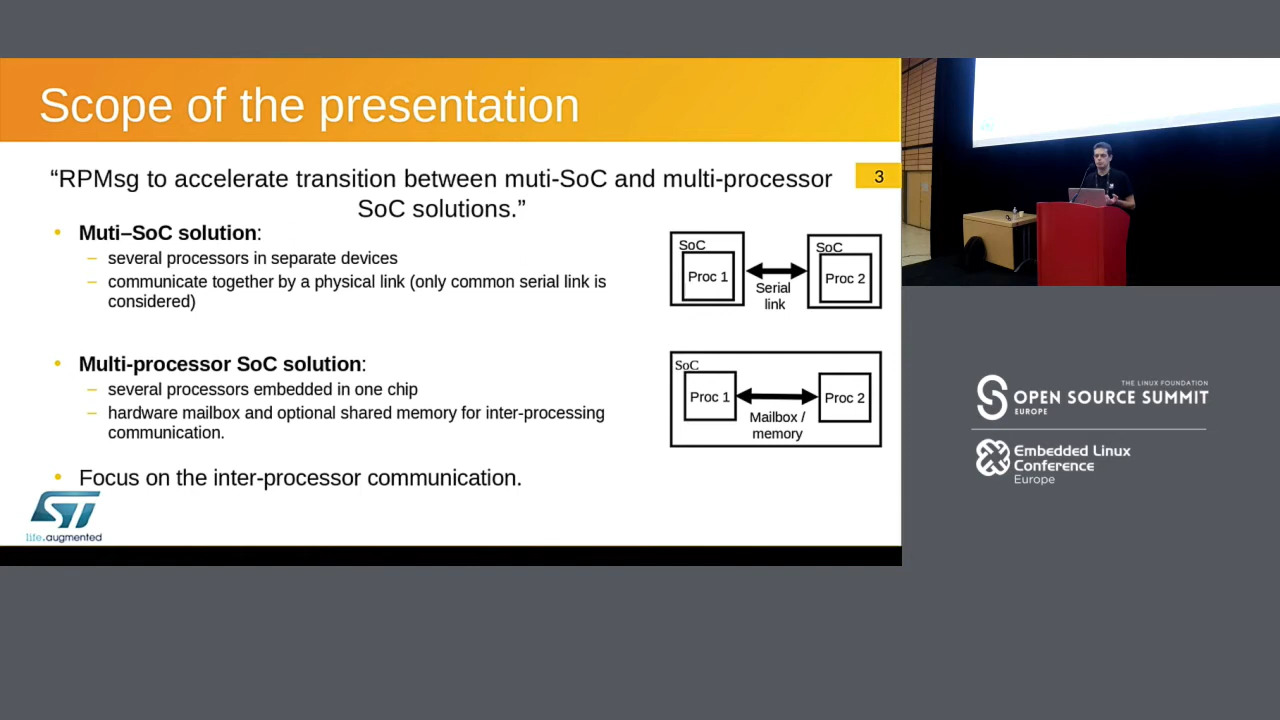 Scope of the presentation
“RPMsg to accelerate transition between muti-SoC and multi-processor
SoC solutions.”
3
• Muti–SoC solution:
– several processors in separate devices
– communicate together by a physical link (only common serial link is
considered)
SoC
Proc 1
Serial
link
SoC
Proc 2
• Multi-processor SoC solution:
– several processors embedded in one chip
– hardware mailbox and optional shared memory for inter-processing
communication.
SoC
Proc 1
Mailbox /
memory
Proc 2
• Focus on the inter-processor communication.
ST
life.augmented
THE LINUX FOUNDATION
OPEN SOURCE SUMMIT
EUROPE
Embedded Linux
Conference
Europe